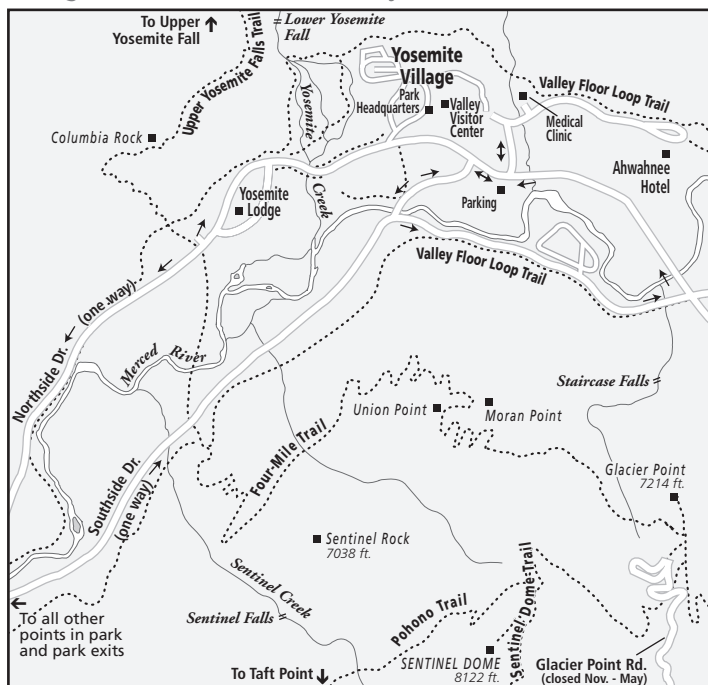 To Upper
Yosemite Fall
Lower Yosemite
Fall
Upper Yosemite Falls Trail
Yosemite
Village
Park
Headquarters
Valley
Visitor
Center
Valley Floor Loop Trail
Medical
Clinic
Columbia Rock
Yosemite
Creek
Ahwahnee
Hotel
Yosemite
Lodge
Parking
Valley Floor Loop Trail
Northside Dr.
(one way)
Merced River
Staircase Falls
Union Point
Moran Point
Four-Mile Trail
Southside Dr.
(one way)
Glacier Point
7214 ft.
Sentinel Rock
7038 ft.
Sentinel Creek
Sentinel Falls
Pohono Trail
Sentinel Dome Trail
To all other
points in park
and park exits
To Taft Point
SENTINEL DOME
8122 ft.
Glacier Point Rd.
(closed Nov. - May)